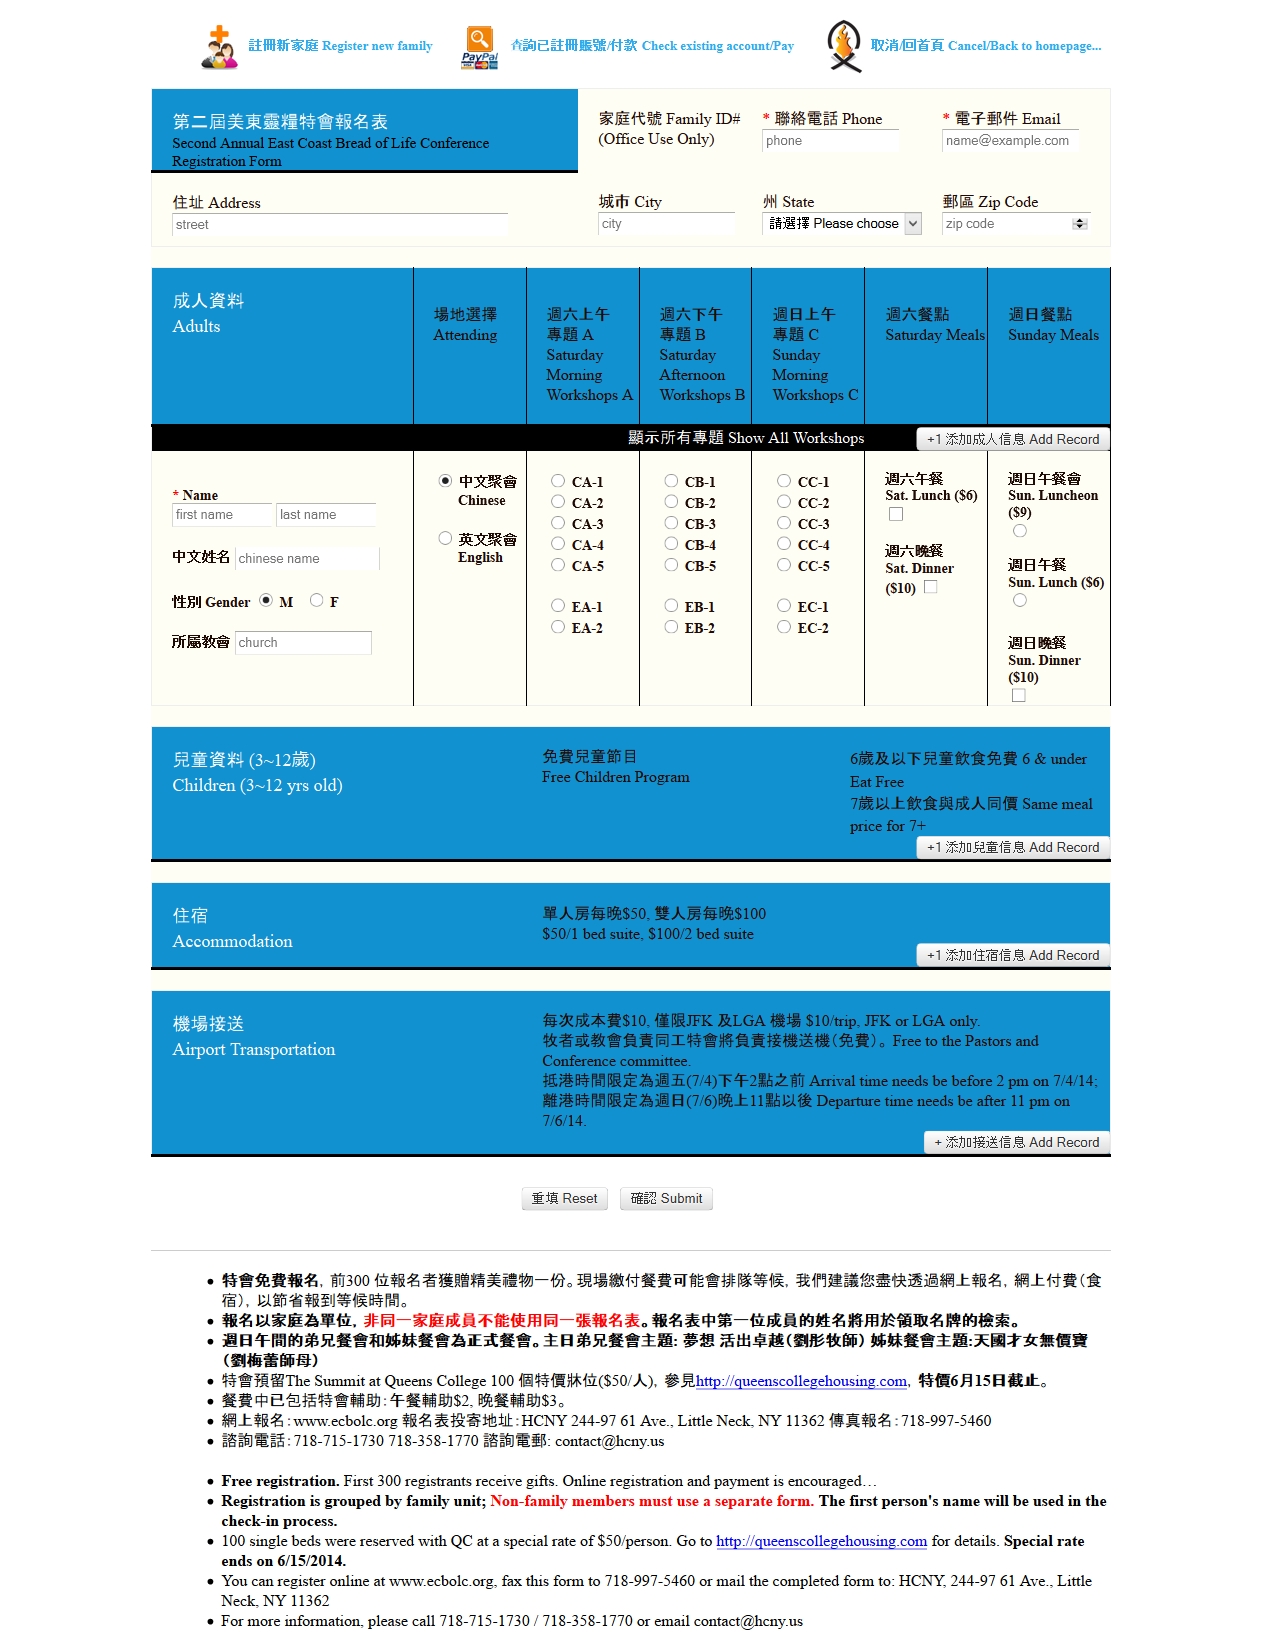 註冊新家庭 Register new family
PayPal
查詢已註冊賬號/付款 Check existing account/Pay
取消/回首頁 Cancel/Back to homepage...
第二屆美東靈糧特會報名表
Second Annual East Coast Bread of Life Conference
Registration Form
家庭代號 Family ID#
(Office Use Only)
* 聯絡電話 Phone
phone
* 電子郵件 Email
name@example.com
住址 Address
street
城市 City
city
州 State
請選擇 Please choose
郵區 Zip Code
zip code
成人資料
Adults
場地選擇
Attending
週六上午
專題 A
Saturday
Morning
Workshops A
週六下午
專題 B
Saturday
Afternoon
Workshops B
週日上午
專題 C
Sunday
Morning
Workshops C
週六餐點
Saturday Meals
週日餐點
Sunday Meals
顯示所有專題 Show All Workshops
+1 添加成人信息 Add Record
* Name
first name
last name
中文姓名
chinese name
性別 Gender M F
所屬教會
church
中文聚會
Chinese
英文聚會
English
CA-1
CA-2
CA-3
CA-4
CA-5
EA-1
EA-2
CB-1
CB-2
CB-3
CB-4
CB-5
EB-1
EB-2
CC-1
CC-2
CC-3
CC-4
CC-5
EC-1
EC-2
週六午餐
Sat. Lunch ($6)
週六晚餐
Sat. Dinner
($10)
週日午餐會
Sun. Luncheon
($9)
週日午餐
Sun. Lunch ($6)
週日晚餐
Sun. Dinner
($10)
兒童資料 (3~12歲)
Children (3~12 yrs old)
免費兒童節目
Free Children Program
6歲及以下兒童飲食免費 6 & under
Eat Free
7歲以上飲食與成人同價 Same meal
price for 7+
+1 添加兒童信息 Add Record
住宿
Accommodation
單人房每晚$50, 雙人房每晚$100
$50/1 bed suite, $100/2 bed suite
+1 添加住宿信息 Add Record
機場接送
Airport Transportation
每次成本費$10, 僅限JFK 及LGA 機場 $10/trip, JFK or LGA only.
牧者或教會負責同工特會將負責接機送機（免費）。 Free to the Pastors and
Conference committee.
抵港時間限定為週五(7/4)下午2點之前 Arrival time needs be before 2 pm on 7/4/14;
離港時間限定為週日(7/6)晚上11點以後 Departure time needs be after 11 pm on
7/6/14.
+ 添加接送信息 Add Record
重填 Reset
確認 Submit
• 特會免費報名，前300 位報名者獲贈精美禮物一份。現場繳付餐費可能會排隊等候，我們建議您盡快透過網上報名，網上付費（食
宿），以節省報到等候時間。
• 報名以家庭為單位，非同一家庭成員不能使用同一張報名表。報名表中第一位成員的姓名將用於領取名牌的檢索。
• 週日午間的弟兄餐會和姊妹餐會為正式餐會。主日弟兄餐會主題: 夢想 活出卓越（劉彤牧師） 姊妹餐會主題:天國才女無價寶
（劉梅蕾師母）
• 特會預留The Summit at Queens College 100 個特價牀位($50/人)，參見http://queenscollegehousing.com，特價6月15日截止。
• 餐費中已包括特會輔助：午餐輔助$2, 晚餐輔助$3。
• 網上報名：www.ecbolc.org 報名表投寄地址：HCNY 244-97 61 Ave., Little Neck, NY 11362 傳真報名：718-997-5460
• 諮詢電話：718-715-1730 718-358-1770 諮詢電郵: contact@hcny.us
• Free registration. First 300 registrants receive gifts. Online registration and payment is encouraged…
• Registration is grouped by family unit; Non-family members must use a separate form. The first person's name will be used in the
check-in process.
• 100 single beds were reserved with QC at a special rate of $50/person. Go to http://queenscollegehousing.com for details. Special rate
ends on 6/15/2014.
• You can register online at www.ecbolc.org, fax this form to 718-997-5460 or mail the completed form to: HCNY, 244-97 61 Ave., Little
Neck, NY 11362
• For more information, please call 718-715-1730 / 718-358-1770 or email contact@hcny.us